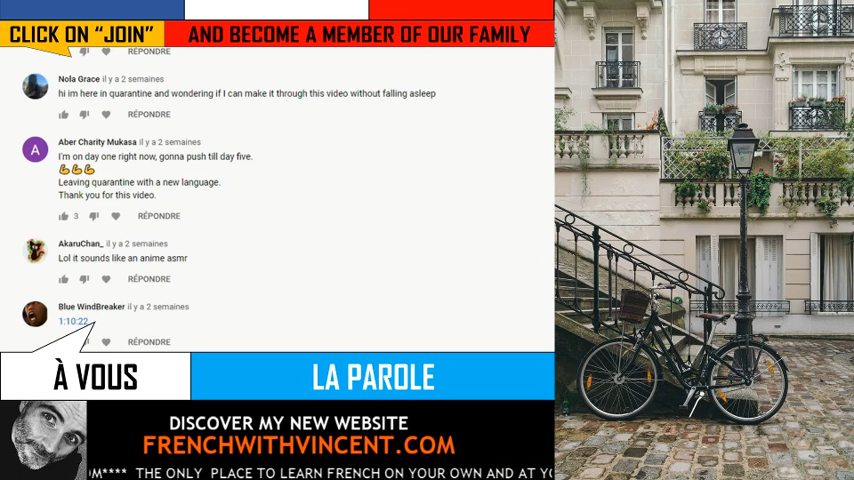 CLICK ON “JOIN”
AND BECOME A MEMBER OF OUR FAMILY
RÉPONDRE
Nola Grace il y a 2 semaines
hi im here in quarantine and wondering if I can make it through this video without falling asleep
RÉPONDRE
A
Aber Charity Mukasa il y a 2 semaines
I'm on day one right now, gonna push till day five.
💪💪💪
Leaving quarantine with a new language.
Thank you for this video.
3 RÉPONDRE
AkaruChan_ il y a 2 semaines
Lol it sounds like an anime asmr
RÉPONDRE
Blue WindBreaker il y a 2 semaines
1:10:22
RÉPONDRE
À VOUS
LA PAROLE
DISCOVER MY NEW WEBSITE
FRENCHWITHVINCENT.COM
M**** THE ONLY PLACE TO LEARN FRENCH ON YOUR OWN AND AT